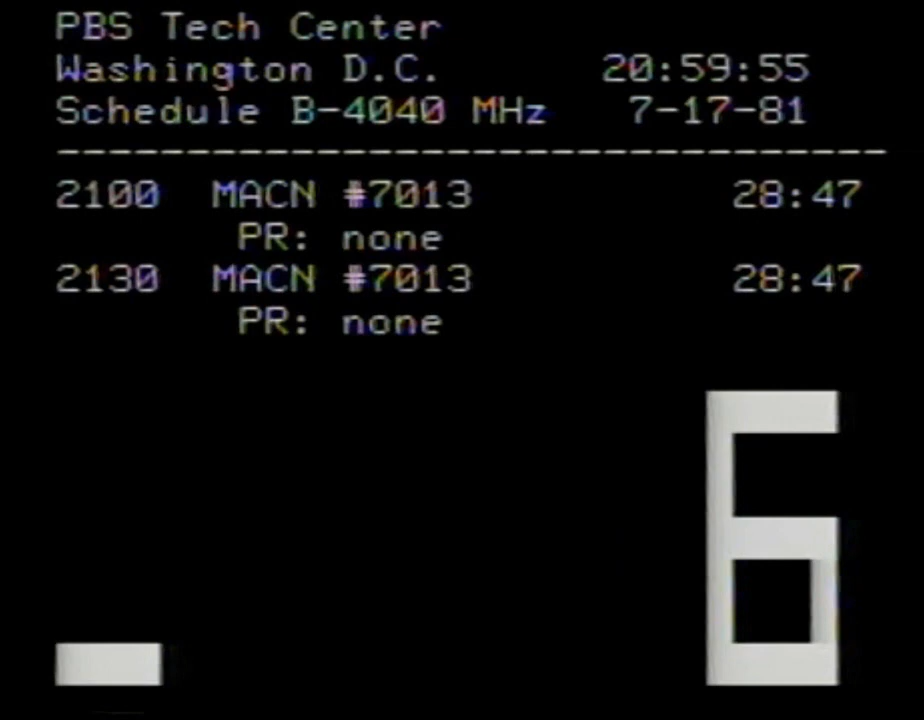 PBS Tech Center
Washington D.C. 20:59:55
Schedule B-4040 MHz 7-17-81
--------------------------------
2100 MACN #7013 28:47
PR: none
2130 MACN #7013 28:47
PR: none
6